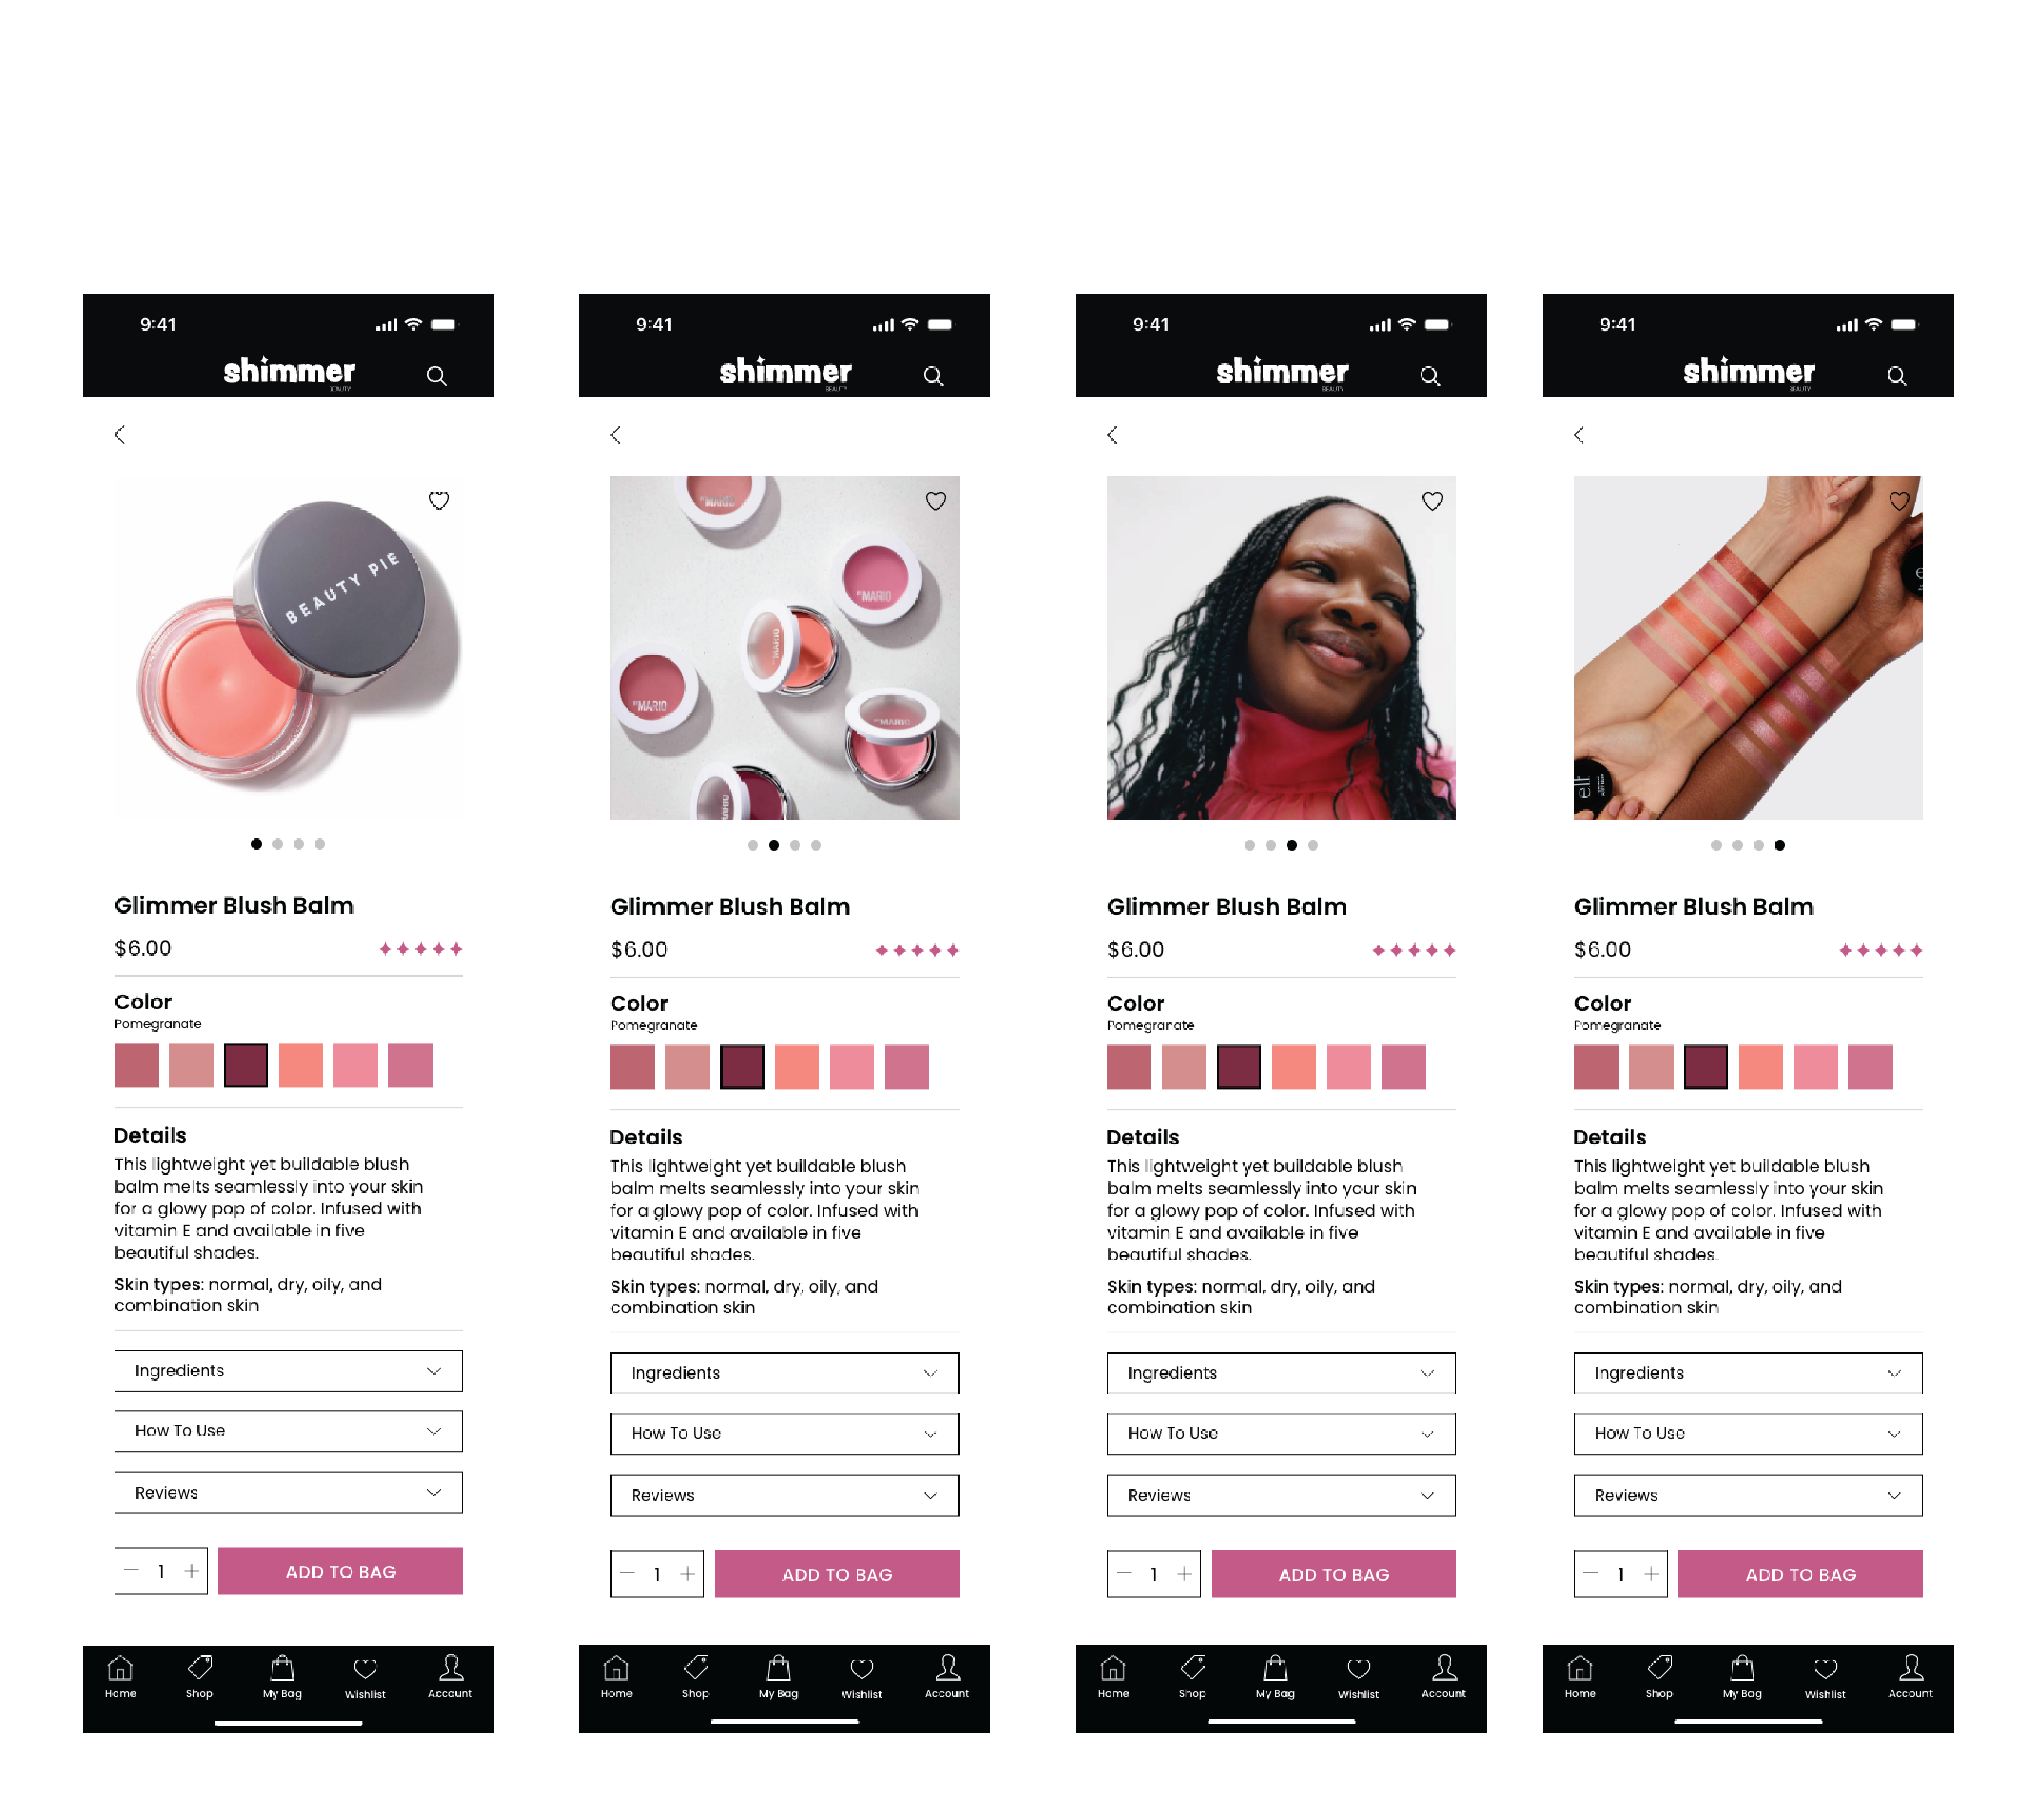 9:41
shimmer
BEAUTY
BEAUTY PIE
Glimmer Blush Balm
$6.00
Color
Pomegranate
Details
This lightweight yet buildable blush
balm melts seamlessly into your skin
for a glowy pop of color. Infused with
vitamin E and available in five
beautiful shades.
Skin types: normal, dry, oily, and
combination skin
Ingredients
How To Use
Reviews
1
ADD TO BAG
Home
Shop
My Bag
Wishlist
Account
9:41
shimmer
BEAUTY
BY MARIO
BY MARIO
BY MARIO
BY MARIO
MARIO
Glimmer Blush Balm
$6.00
Color
Pomegranate
Details
This lightweight yet buildable blush
balm melts seamlessly into your skin
for a glowy pop of color. Infused with
vitamin E and available in five
beautiful shades.
Skin types: normal, dry, oily, and
combination skin
Ingredients
How To Use
Reviews
1
ADD TO BAG
Home
Shop
My Bag
Wishlist
Account
9:41
shimmer
BEAUTY
Glimmer Blush Balm
$6.00
Color
Pomegranate
Details
This lightweight yet buildable blush
balm melts seamlessly into your skin
for a glowy pop of color. Infused with
vitamin E and available in five
beautiful shades.
Skin types: normal, dry, oily, and
combination skin
Ingredients
How To Use
Reviews
1
ADD TO BAG
Home
Shop
My Bag
Wishlist
Account
9:41
shimmer
BEAUTY
elf
Glimmer Blush Balm
$6.00
Color
Pomegranate
Details
This lightweight yet buildable blush
balm melts seamlessly into your skin
for a glowy pop of color. Infused with
vitamin E and available in five
beautiful shades.
Skin types: normal, dry, oily, and
combination skin
Ingredients
How To Use
Reviews
1
ADD TO BAG
Home
Shop
My Bag
Wishlist
Account